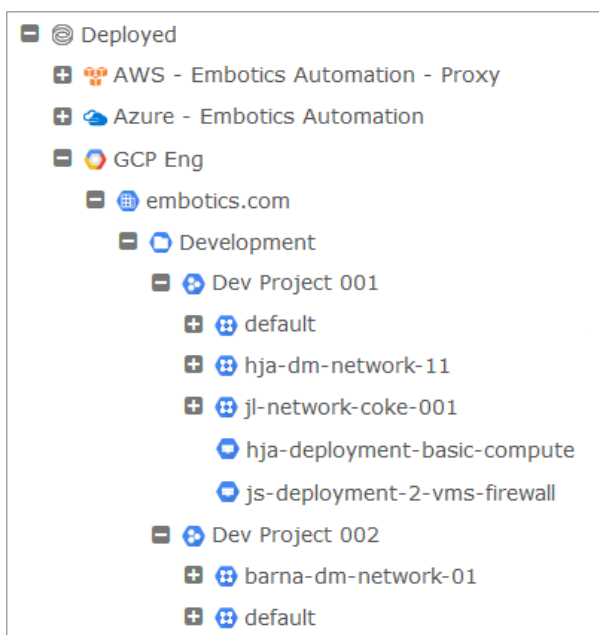 Deployed
AWS - Embotics Automation - Proxy
Azure - Embotics Automation
GCP Eng
embotics.com
Development
Dev Project 001
default
hja-dm-network-11
jl-network-coke-001
hja-deployment-basic-compute
js-deployment-2-vms-firewall
Dev Project 002
barna-dm-network-01
default